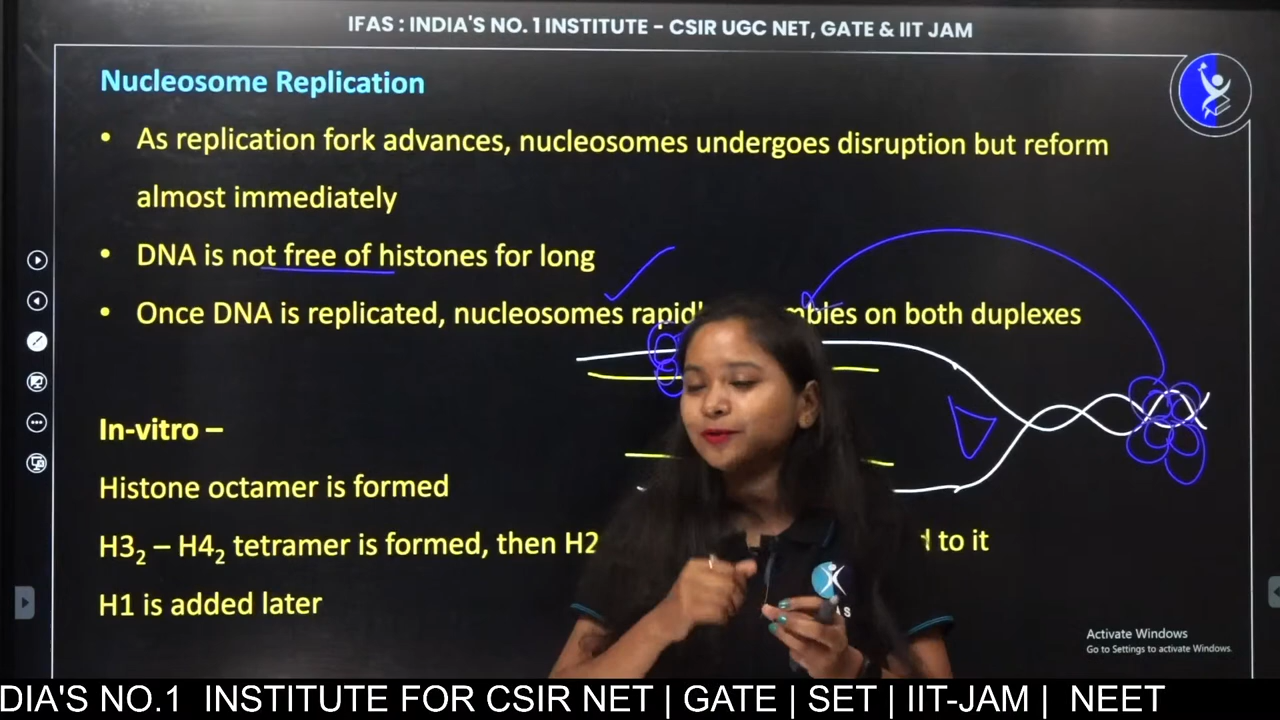 IFAS : INDIA'S NO. 1 INSTITUTE – CSIR UGC NET, GATE & IIT JAM
Nucleosome Replication
• As replication fork advances, nucleosomes undergoes disruption but reform
almost immediately
• DNA is not free of histones for long
• Once DNA is replicated, nucleosomes on both duplexes
In-vitro –
Histone octamer is formed
H3₂ – H4₂ tetramer is formed, then to it
H1 is added later
Activate Windows
Go to Settings to activate Windows.
INSTITUTE FOR CSIR NET | GATE | SET | IIT-JAM | NEET
NO.1